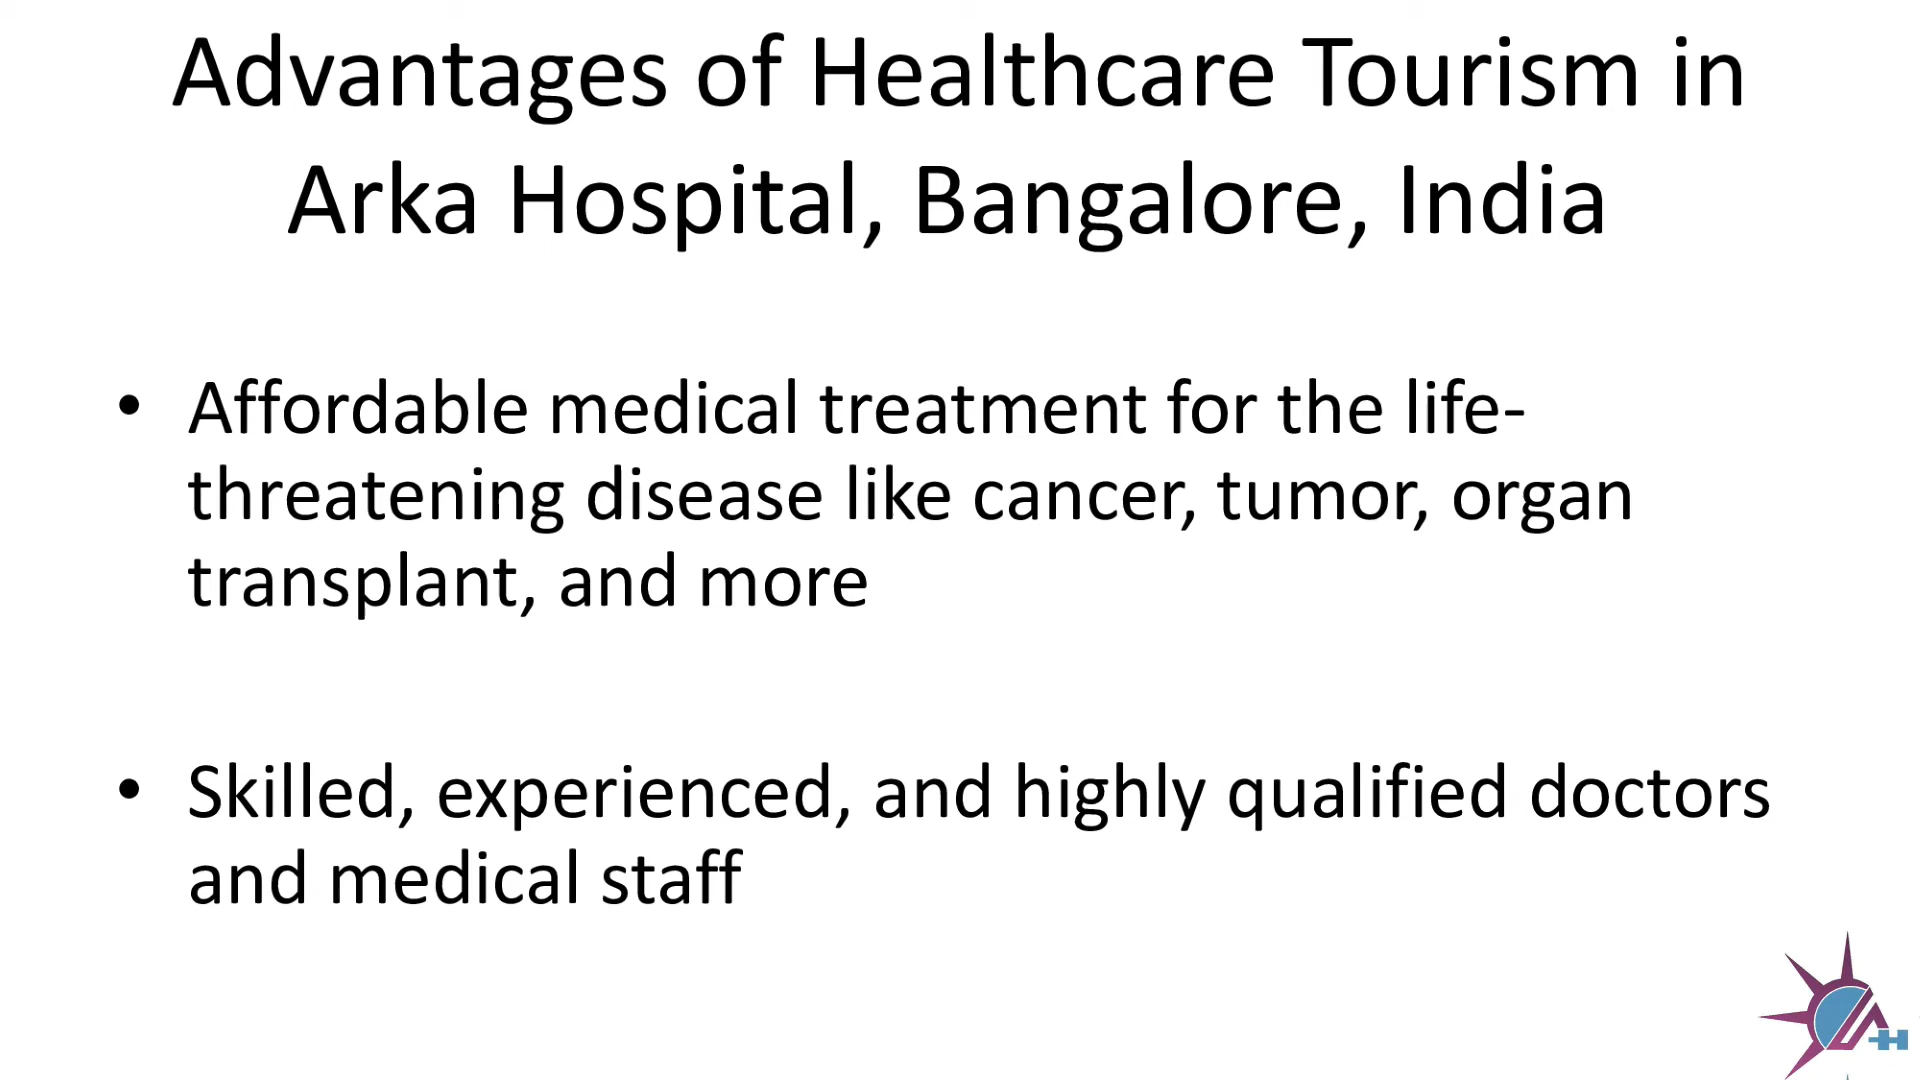 Advantages of Healthcare Tourism in
Arka Hospital, Bangalore, India
• Affordable medical treatment for the life-
threatening disease like cancer, tumor, organ
transplant, and more
• Skilled, experienced, and highly qualified doctors
and medical staff